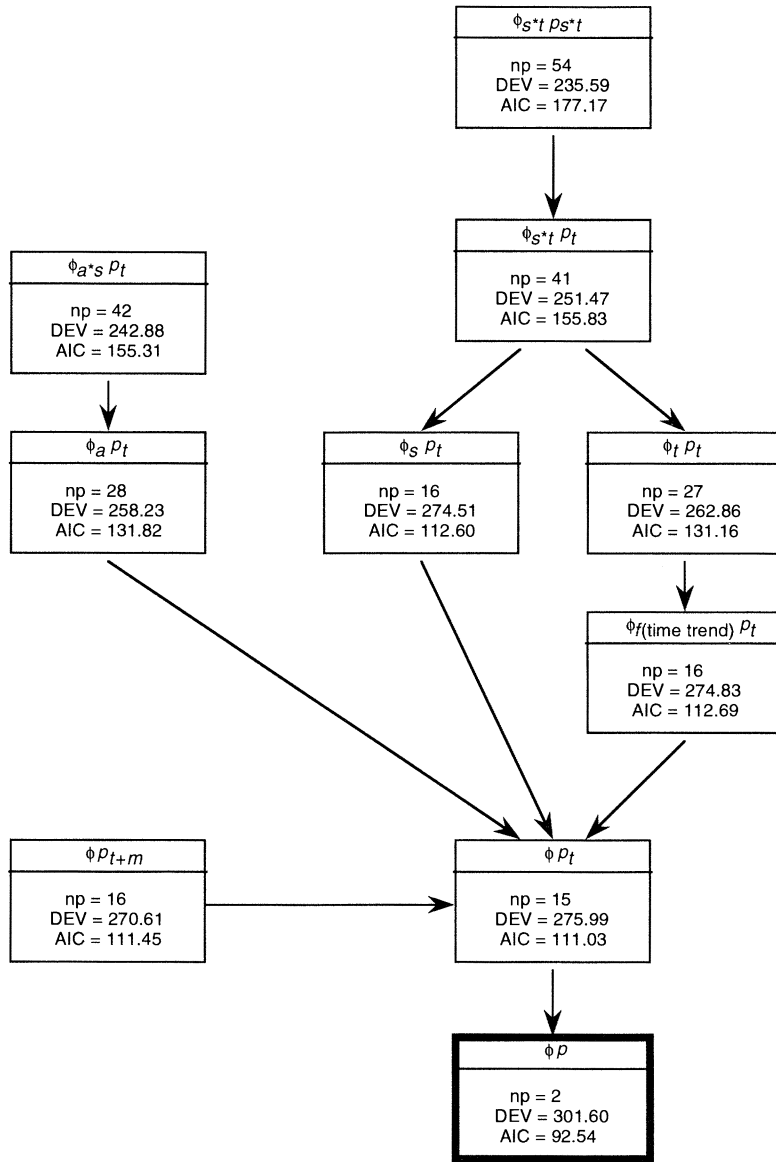 ϕs*t ps*t
np = 54
DEV = 235.59
AIC = 177.17
ϕs*t pt
np = 41
DEV = 251.47
AIC = 155.83
ϕa*s pt
np = 42
DEV = 242.88
AIC = 155.31
ϕa pt
np = 28
DEV = 258.23
AIC = 131.82
ϕs pt
np = 16
DEV = 274.51
AIC = 112.60
ϕt pt
np = 27
DEV = 262.86
AIC = 131.16
ϕf(time trend) pt
np = 16
DEV = 274.83
AIC = 112.69
ϕ pt+m
np = 16
DEV = 270.61
AIC = 111.45
ϕ pt
np = 15
DEV = 275.99
AIC = 111.03
ϕ p
np = 2
DEV = 301.60
AIC = 92.54